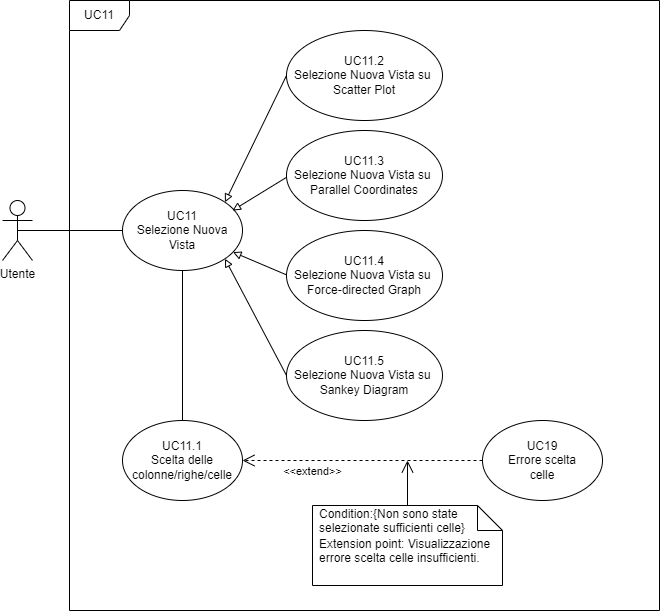 UC11
UC11.2
Selezione Nuova Vista su
Scatter Plot
UC11.3
Selezione Nuova Vista su
Parallel Coordinates
UC11
Selezione Nuova
Vista
Utente
UC11.4
Selezione Nuova Vista su
Force-directed Graph
UC11.5
Selezione Nuova Vista su
Sankey Diagram
UC11.1
Scelta delle
colonne/righe/celle
<<extend>>
UC19
Errore scelta
celle
Condition:{Non sono state
selezionate sufficienti celle}
Extension point: Visualizzazione
errore scelta celle insufficienti.